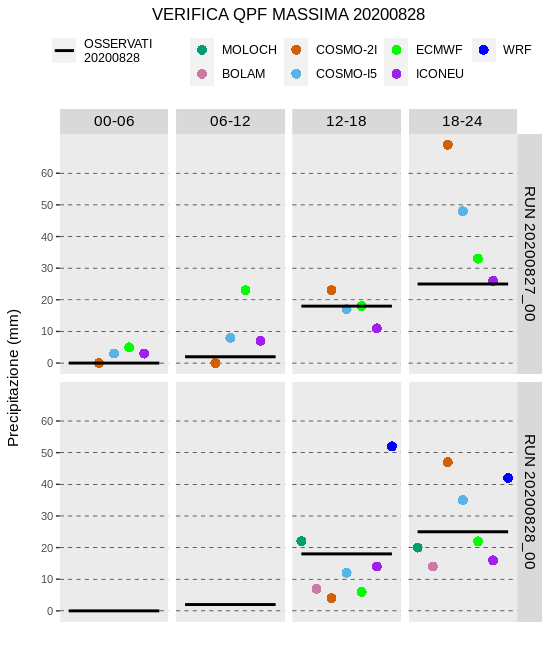 VERIFICA QPF MASSIMA 20200828
OSSERVATI
20200828
MOLOCH
COSMO-2I
ECMWF
WRF
BOLAM
COSMO-I5
ICONEU
00-06
06-12
12-18
18-24
60
50
40
30
20
10
0
RUN 20200827_00
Precipitazione (mm)
60
50
40
30
20
10
0
RUN 20200828_00